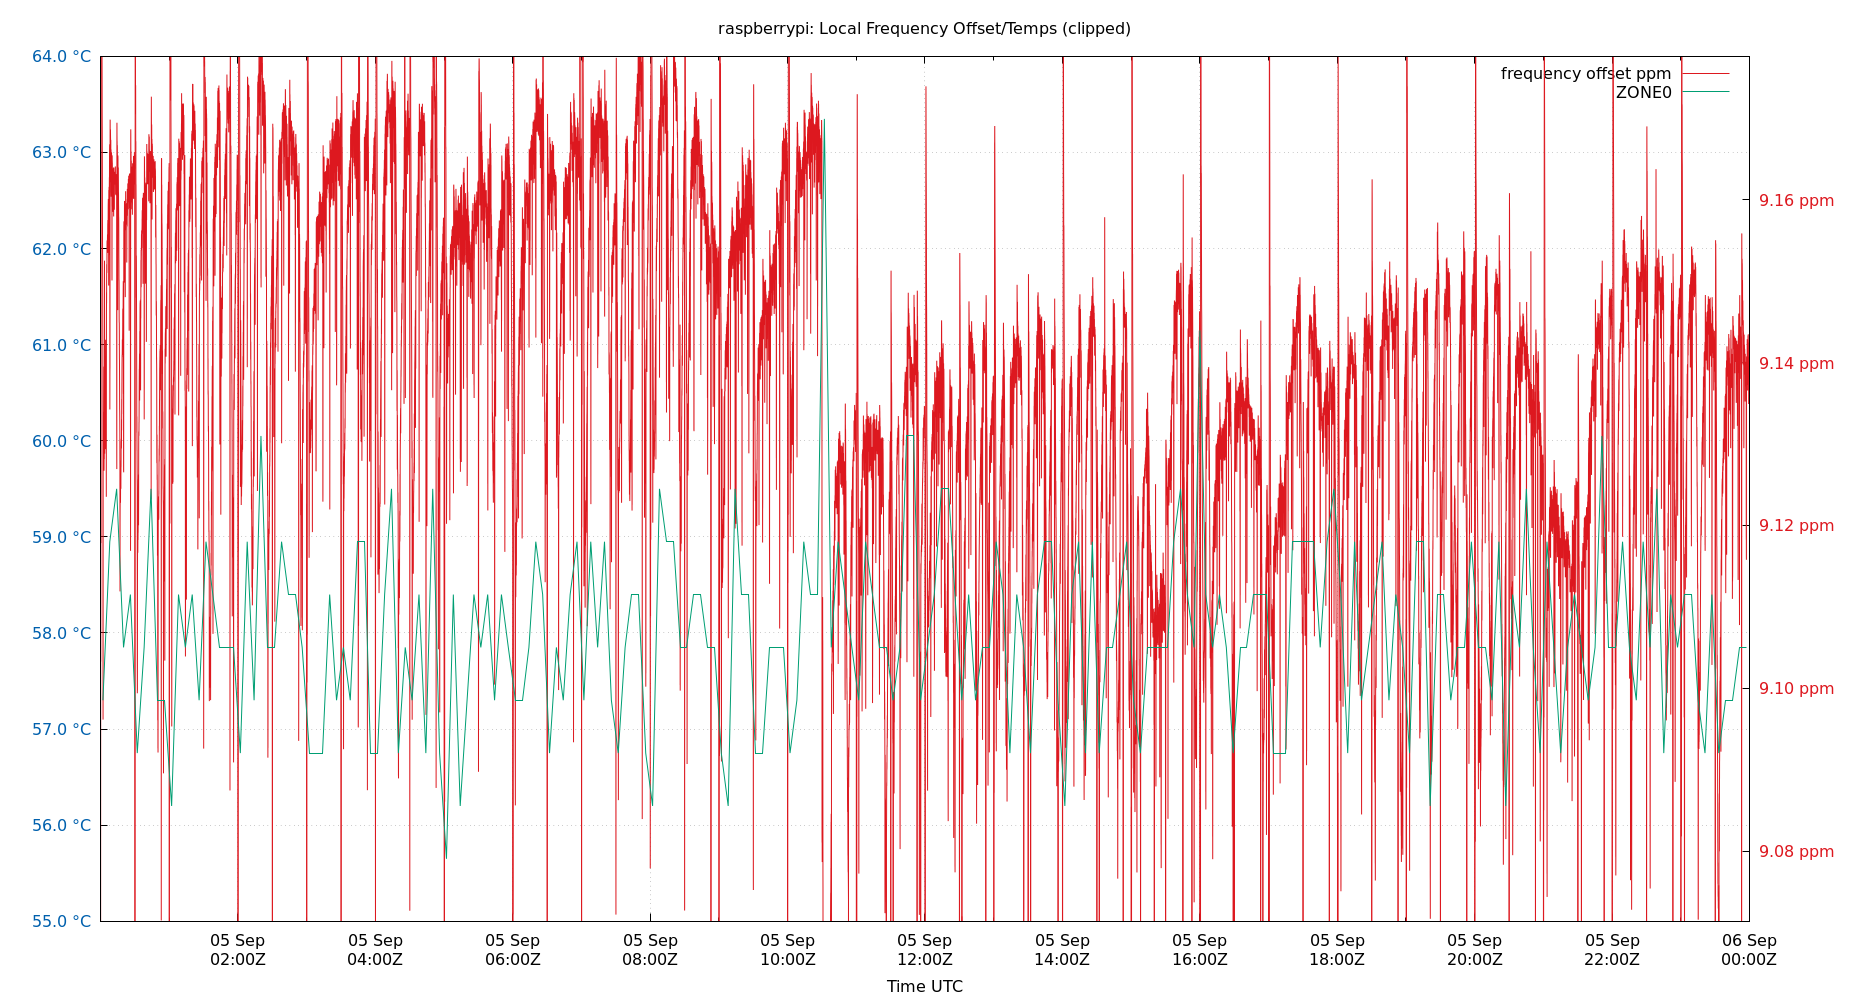 raspberrypi: Local Frequency Offset/Temps (clipped)
frequency offset ppm
ZONE0
64.0 °C
63.0 °C
62.0 °C
61.0 °C
60.0 °C
59.0 °C
58.0 °C
57.0 °C
56.0 °C
55.0 °C
9.16 ppm
9.14 ppm
9.12 ppm
9.10 ppm
9.08 ppm
05 Sep 05 Sep 05 Sep 05 Sep 05 Sep 05 Sep 05 Sep 05 Sep 05 Sep 05 Sep 05 Sep 06 Sep
02:00Z 04:00Z 06:00Z 08:00Z 10:00Z 12:00Z 14:00Z 16:00Z 18:00Z 20:00Z 22:00Z 00:00Z
Time UTC